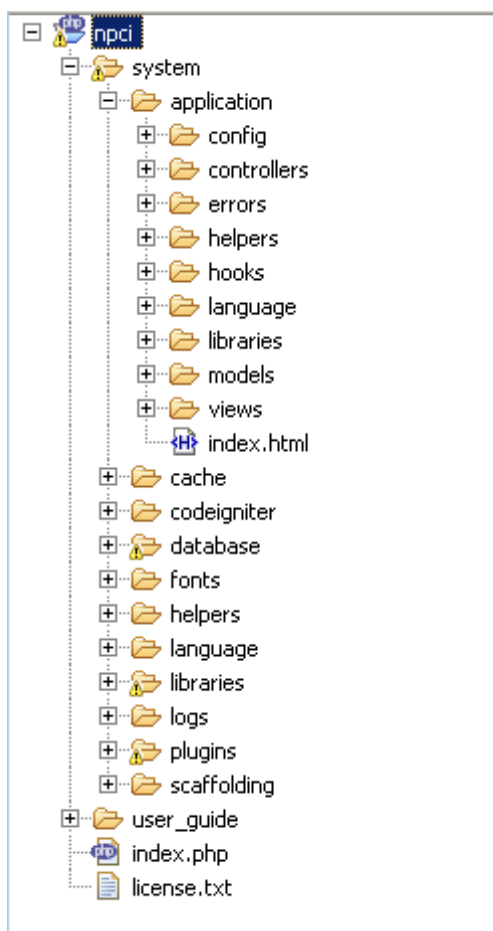 npci
system
application
config
controllers
errors
helpers
hooks
language
libraries
models
views
index.html
cache
codeigniter
database
fonts
helpers
language
libraries
logs
plugins
scaffolding
user_guide
index.php
license.txt